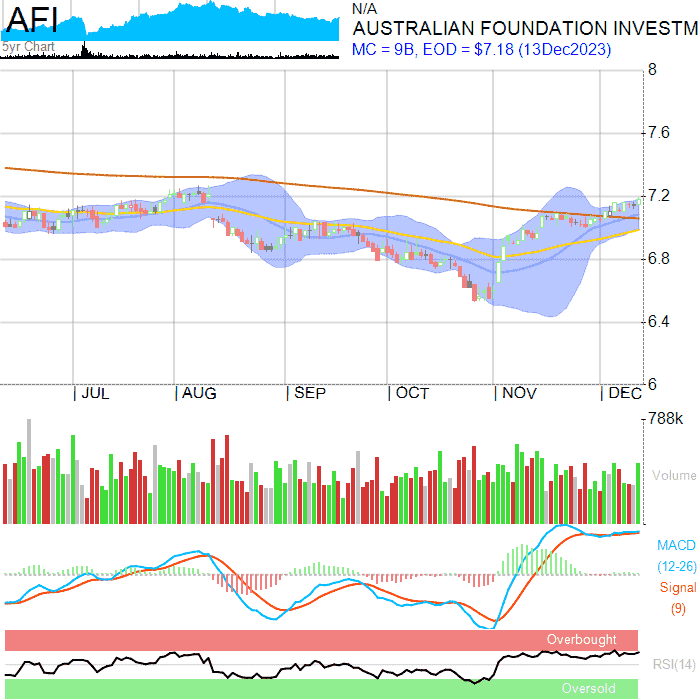 AFI
5yr Chart
N/A
AUSTRALIAN FOUNDATION INVESTM
MC = 9B, EOD = $7.18 (13Dec2023)
8
7.6
7.2
6.8
6.4
6
JUL
AUG
SEP
OCT
NOV
DEC
788k
Volume
MACD
(12-26)
Signal
(9)
Overbought
RSI(14)
Oversold